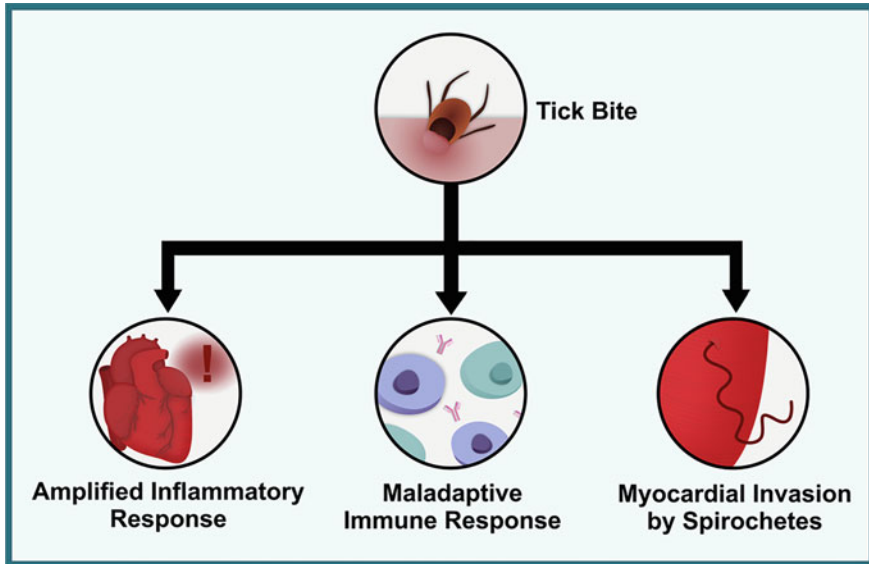 Tick Bite
Amplified Inflammatory
Response
Maladaptive
Immune Response
Myocardial Invasion
by Spirochetes